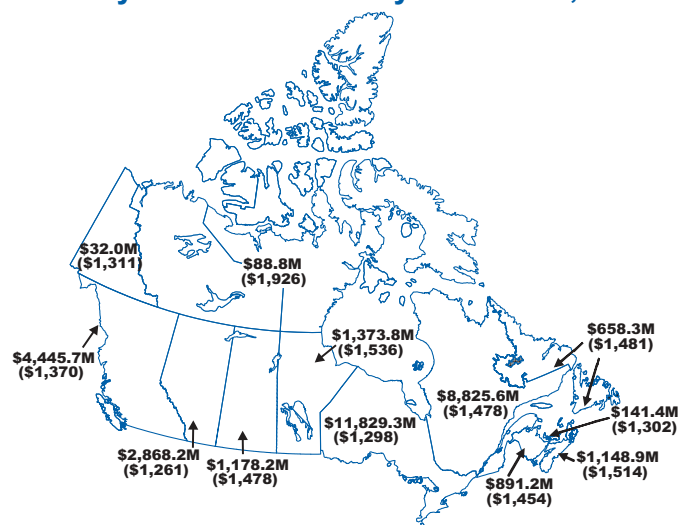 $32.0M
($1,311)
$88.8M
($1,926)
$4,445.7M
($1,370)
$1,373.8M
($1,536)
$658.3M
($1,481)
$8,825.6M
($1,478)
$11,829.3M
($1,298)
$141.4M
($1,302)
$2,868.2M
($1,261)
$1,178.2M
($1,478)
$1,148.9M
($1,514)
$891.2M
($1,454)